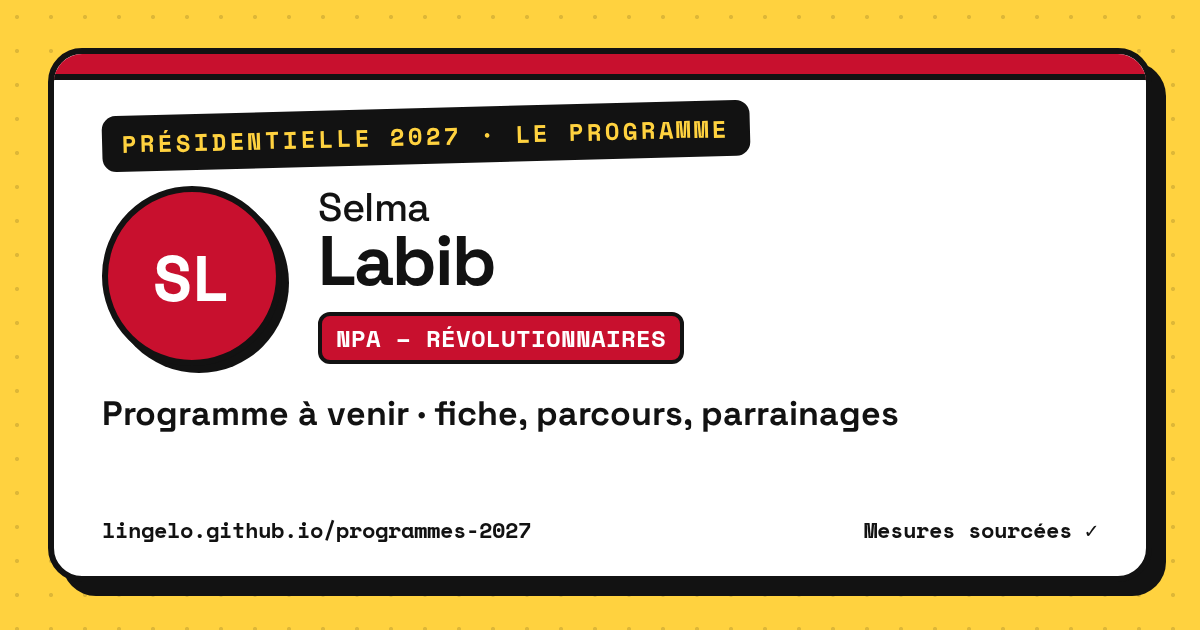 PRÉSIDENTIELLE 2027 · LE PROGRAMME
SL
Selma
Labib
NPA – RÉVOLUTIONNAIRES
Programme à venir · fiche, parcours, parrainages
lingelo.github.io/programmes-2027
Mesures sourcées ✓